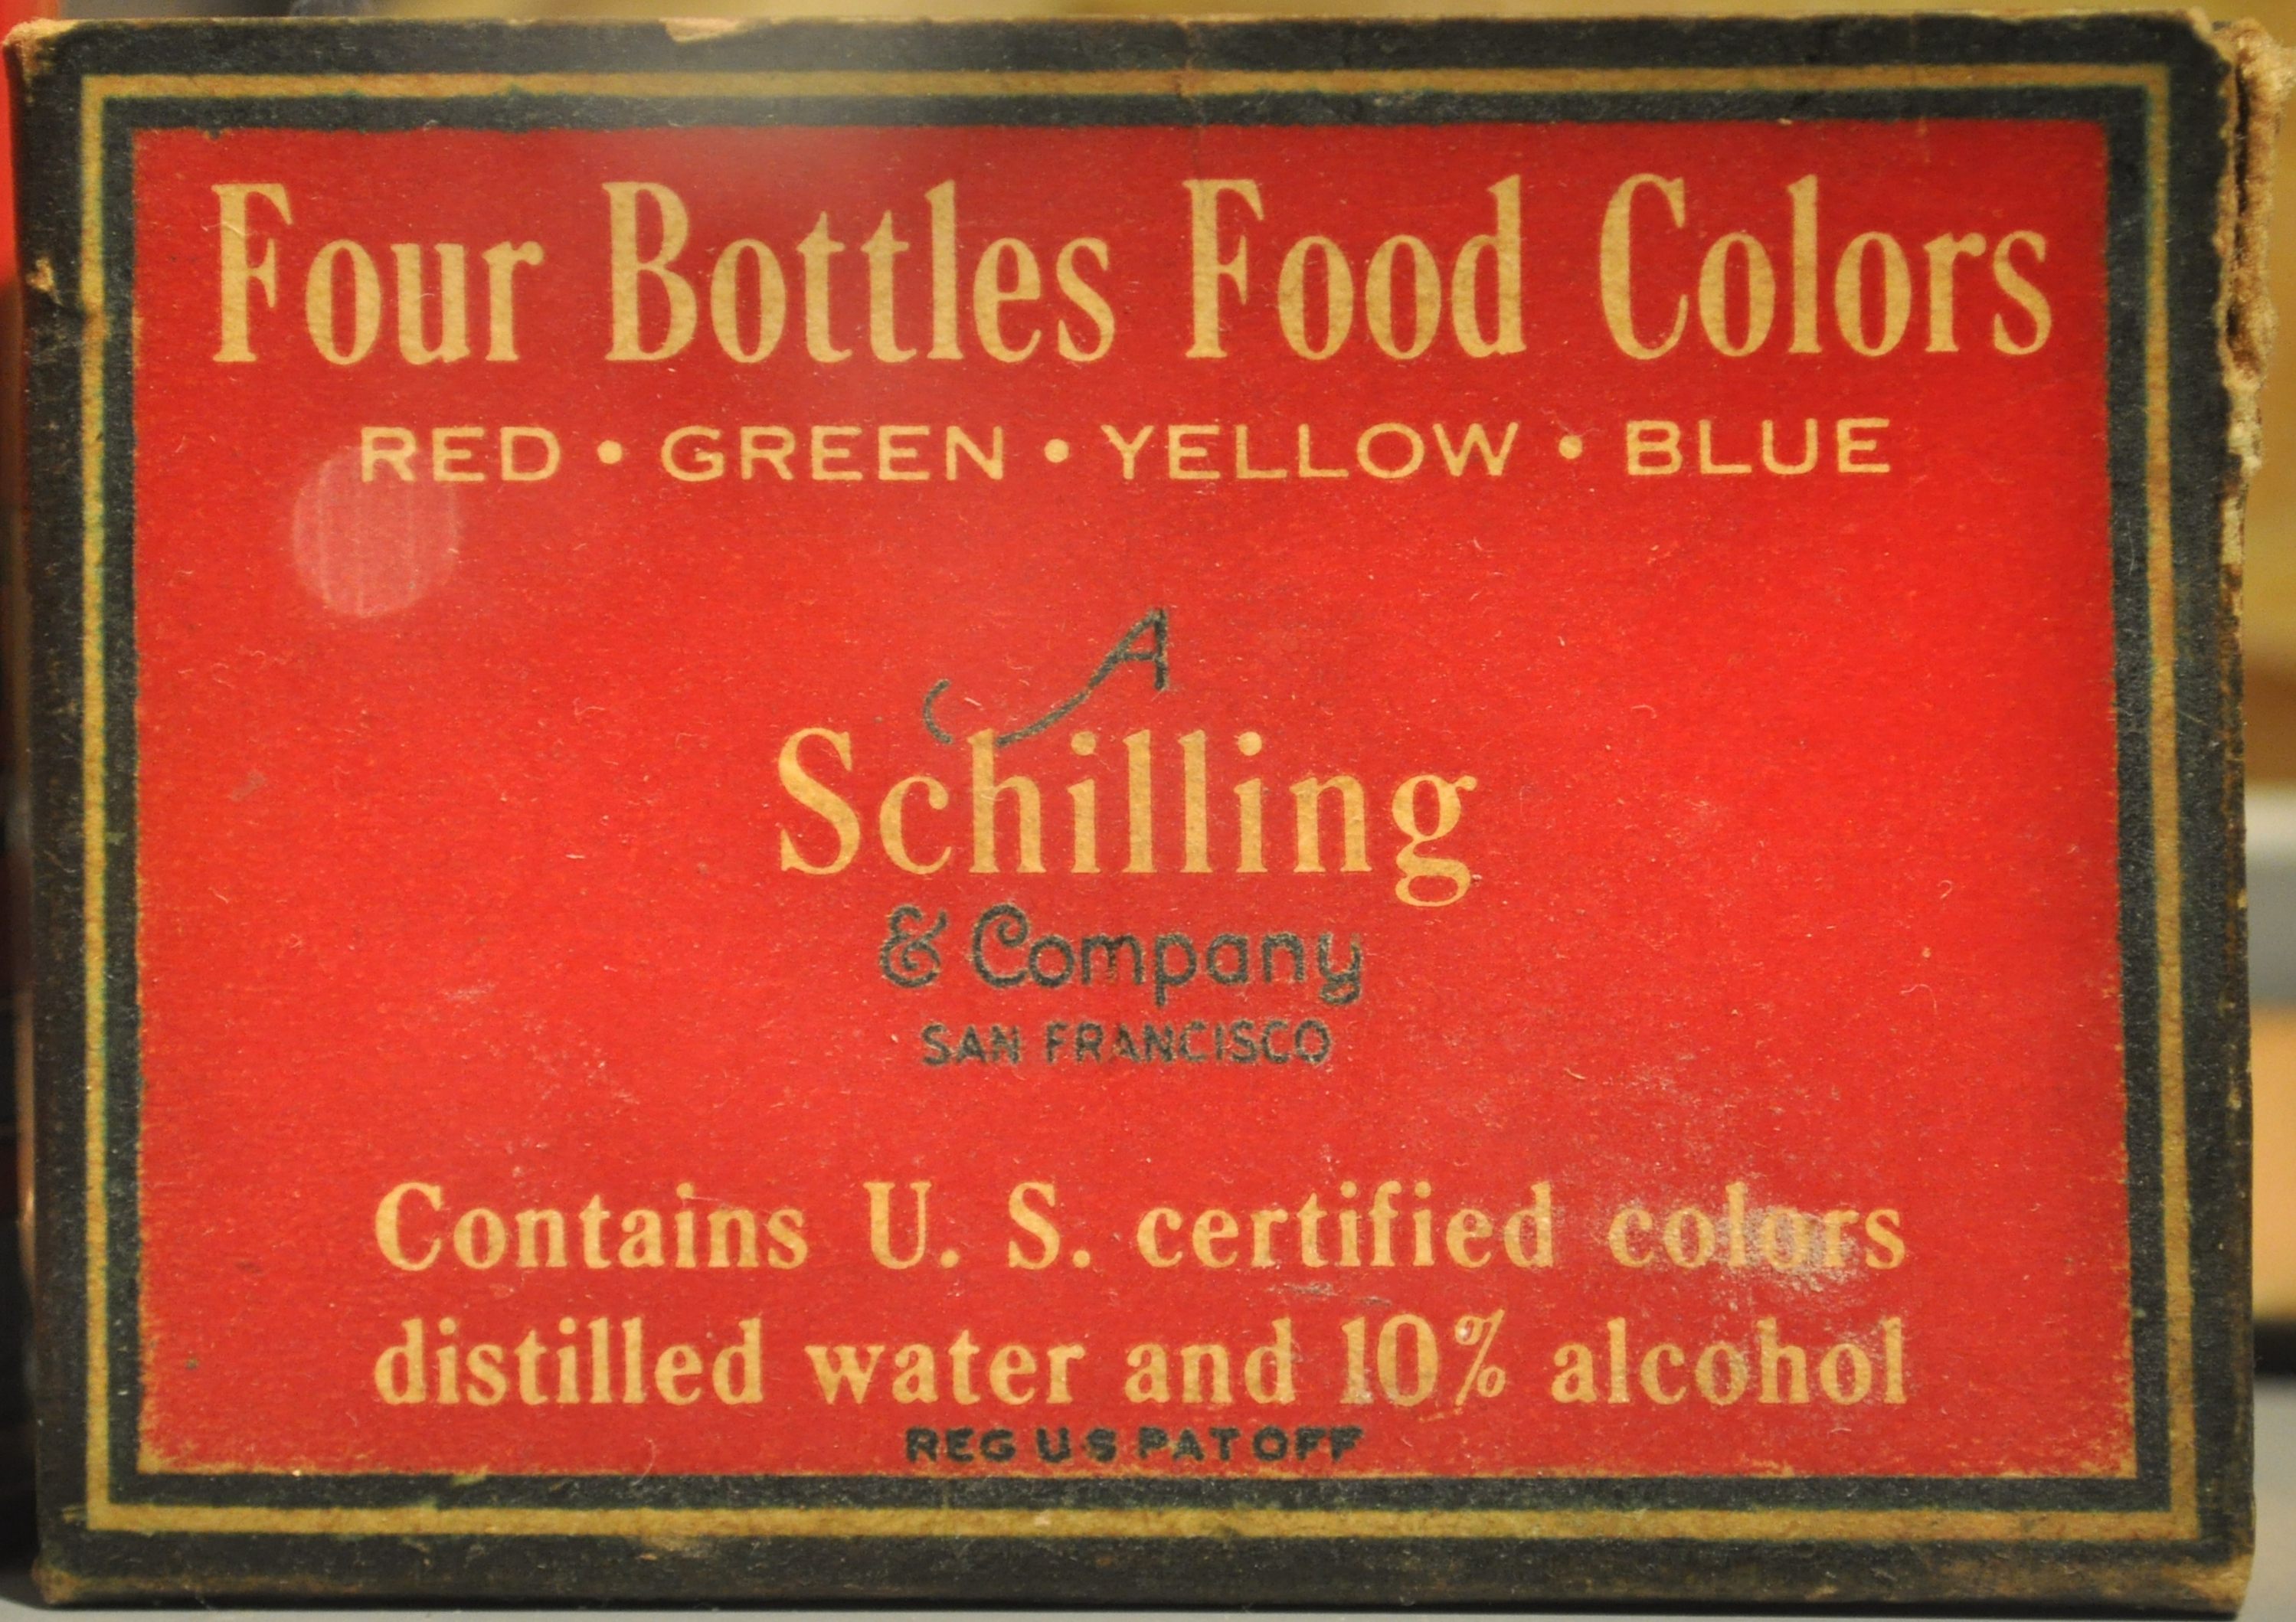 Four Bottles Food Colors
RED • GREEN • YELLOW • BLUE
A
Schilling
& Company
SAN FRANCISCO
Contains U. S. certified colors
distilled water and 10% alcohol
REG U S PAT OFF